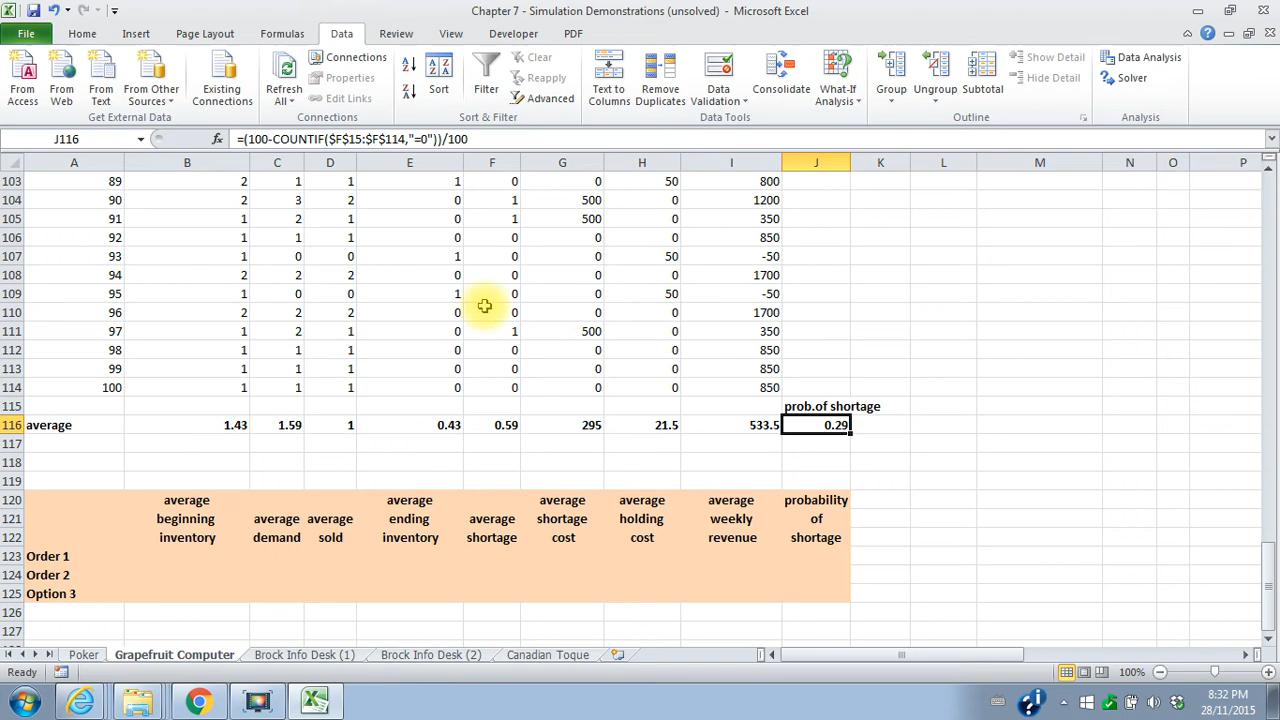 Chapter 7 - Simulation Demonstrations (unsolved) - Microsoft Excel
File Home Insert Page Layout Formulas Data Review View Developer PDF
From Access From Web From Text From Other Sources Existing Connections Refresh All Connections Properties Edit Links Sort Filter Clear Reapply Advanced Text to Columns Remove Duplicates Data Validation Consolidate What-If Analysis Group Ungroup Subtotal Show Detail Hide Detail Data Analysis Solver
Get External Data Connections Sort & Filter Data Tools Outline Analysis
J116 fx =(100-COUNTIF($F$15:$F$114,"=0"))/100
A B C D E F G H I J K L M N O P
103 89 2 1 1 1 0 0 50 800
104 90 2 3 2 0 1 500 0 1200
105 91 1 2 1 0 1 500 0 350
106 92 1 1 1 0 0 0 0 850
107 93 1 0 0 1 0 0 50 -50
108 94 2 2 2 0 0 0 0 1700
109 95 1 0 0 1 0 0 50 -50
110 96 2 2 2 0 0 0 0 1700
111 97 1 2 1 0 1 500 0 350
112 98 1 1 1 0 0 0 0 850
113 99 1 1 1 0 0 0 0 850
114 100 1 1 1 0 0 0 0 850
115 prob.of shortage
116 average 1.43 1.59 1 0.43 0.59 295 21.5 533.5 0.29
117
118
119
120 average average average average average probability
121 beginning average average ending average shortage holding weekly of
122 inventory demand sold inventory shortage cost cost revenue shortage
123 Order 1
124 Order 2
125 Option 3
126
127
Poker Grapefruit Computer Brock Info Desk (1) Brock Info Desk (2) Canadian Toque
Ready 100%
8:32 PM
28/11/2015